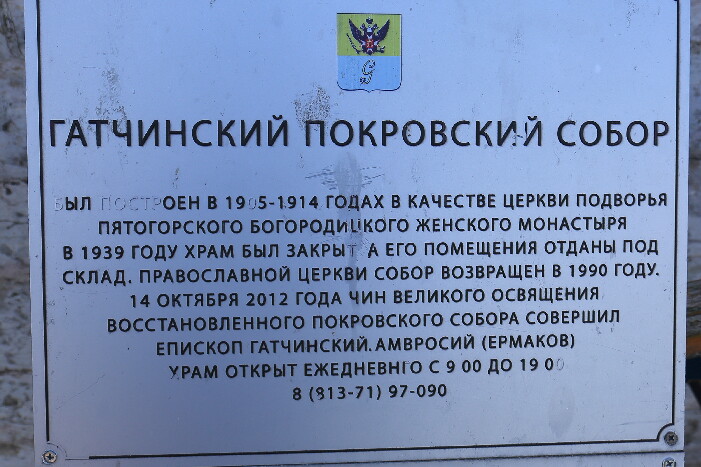 G
ГАТЧИНСКИЙ ПОКРОВСКИЙ СОБОР
БЫЛ ПОСТРОЕН В 1905-1914 ГОДАХ В КАЧЕСТВЕ ЦЕРКВИ ПОДВОРЬЯ
ПЯТОГОРСКОГО БОГОРОДИЦКОГО ЖЕНСКОГО МОНАСТЫРЯ
В 1939 ГОДУ ХРАМ БЫЛ ЗАКРЫТ А ЕГО ПОМЕЩЕНИЯ ОТДАНЫ ПОД
СКЛАД. ПРАВОСЛАВНОЙ ЦЕРКВИ СОБОР ВОЗВРАЩЕН В 1990 ГОДУ.
14 ОКТЯБРЯ 2012 ГОДА ЧИН ВЕЛИКОГО ОСВЯЩЕНИЯ
ВОССТАНОВЛЕННОГО ПОКРОВСКОГО СОБОРА СОВЕРШИЛ
ЕПИСКОП ГАТЧИНСКИЙ.АМВРОСИЙ (ЕРМАКОВ)
ХРАМ ОТКРЫТ ЕЖЕДНЕВНГО С 9 00 ДО 19 00
8 (813-71) 97-090